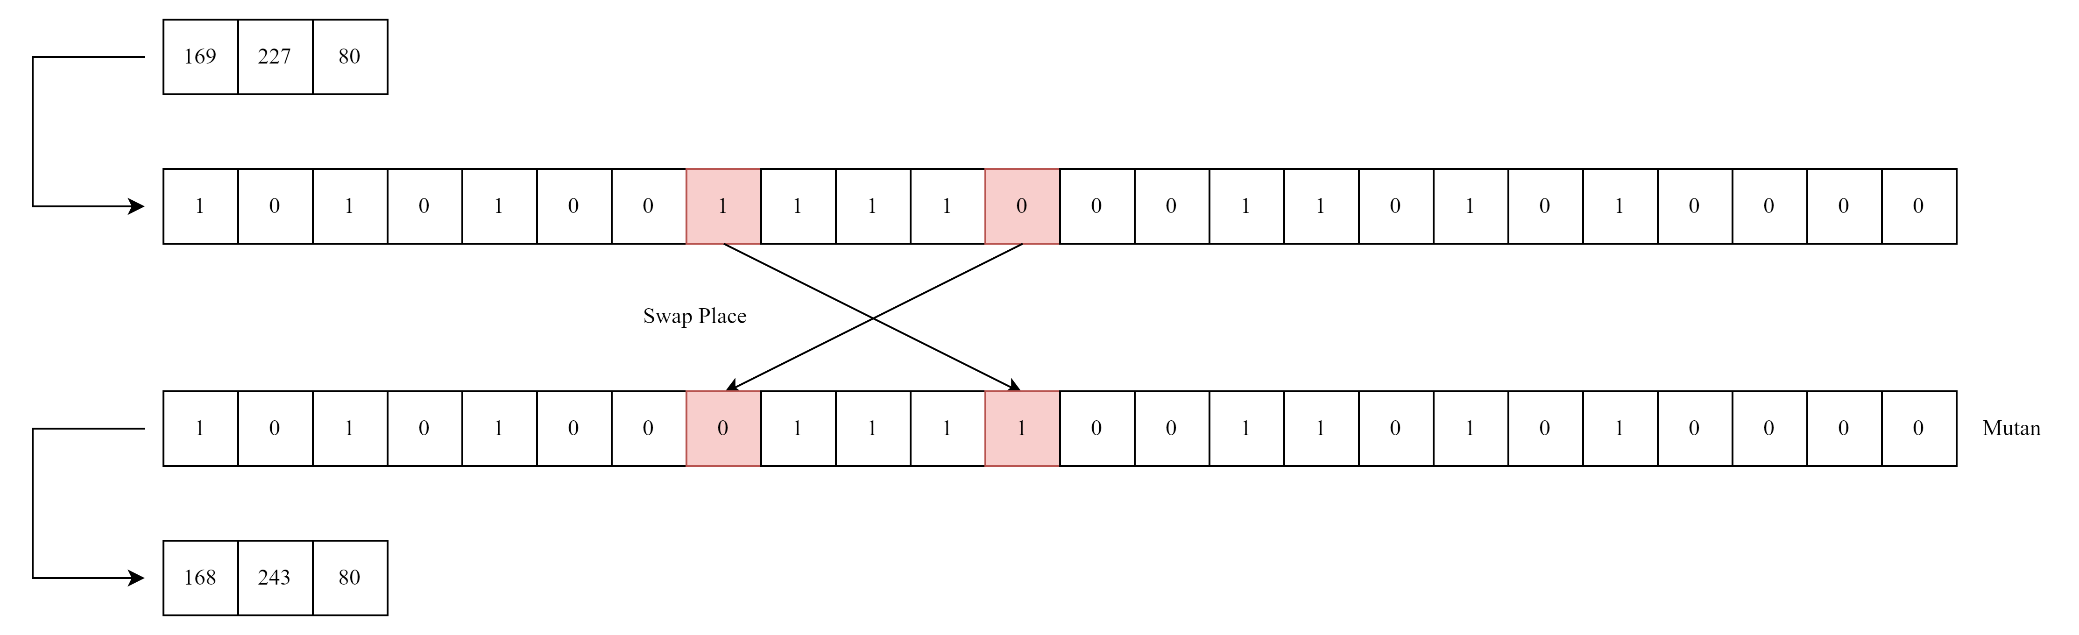 169 227 80
1 0 1 0 1 0 0 1 1 1 1 0 0 0 1 1 0 1 0 1 0 0 0 0
Swap Place
1 0 1 0 1 0 0 0 1 1 1 1 0 0 1 1 0 1 0 1 0 0 0 0 Mutan
168 243 80